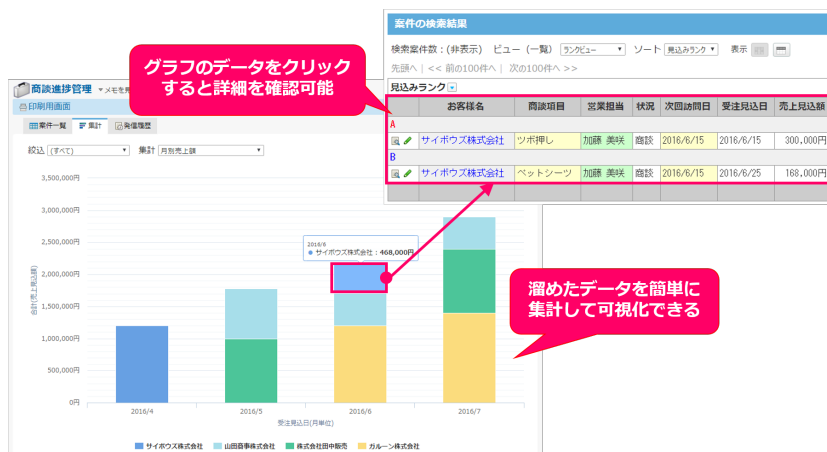 案件の検索結果
検索案件数：(非表示) ビュー (一覧) ランクビュー ソート 見込みランク 表示
先頭へ | << 前の100件へ | 次の100件へ >>
見込みランク
お客様名 商談項目 営業担当 状況 次回訪問日 受注見込日 売上見込額
A
サイボウズ株式会社 ツボ押し 加藤 美咲 商談 2016/6/15 2016/6/15 300,000円
B
サイボウズ株式会社 ペットシーツ 加藤 美咲 商談 2016/6/15 2016/6/25 168,000円
グラフのデータをクリック
すると詳細を確認可能
商談進捗管理 メモを
印刷用画面
案件一覧 集計 発信履歴
絞込 (すべて) 集計 月別売上額
3,500,000円
3,000,000円
2,500,000円
2,000,000円
1,500,000円
1,000,000円
500,000円
0円
合計(売上見込額)
2016/6
サイボウズ株式会社：468,000円
溜めたデータを簡単に
集計して可視化できる
2016/4 2016/5 2016/6 2016/7
受注見込日(月単位)
サイボウズ株式会社 山田商事株式会社 株式会社田中販売 ガルーン株式会社